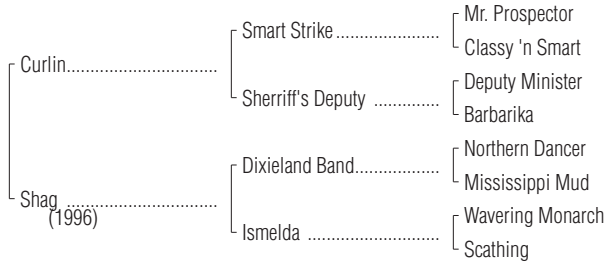 Mr. Prospector
Smart Strike
Classy 'n Smart
Curlin
Deputy Minister
Sherriff's Deputy
Barbarika
Northern Dancer
Dixieland Band
Mississippi Mud
Shag
(1996)
Wavering Monarch
Ismelda
Scathing